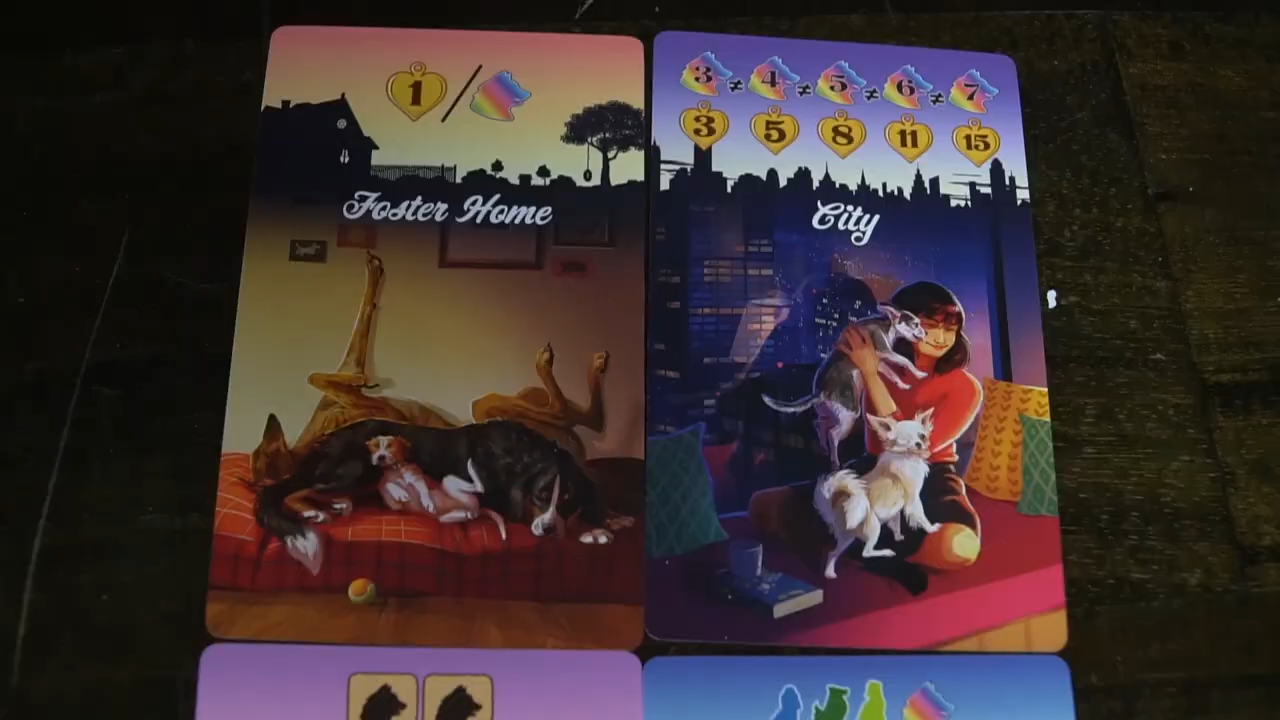 1 /
Foster Home
3 ≠ 4 ≠ 5 ≠ 6 ≠ 7
3 5 8 11 15
City